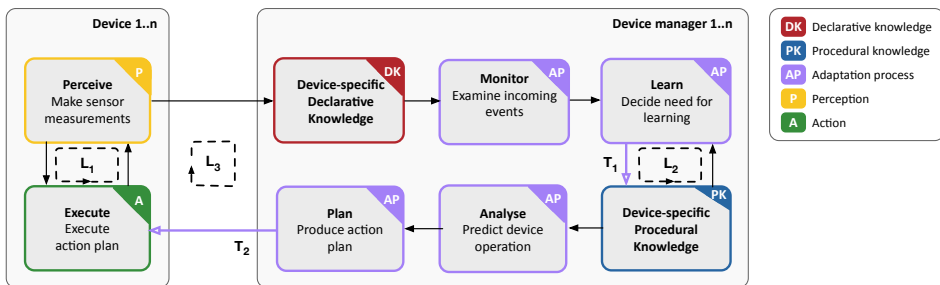 Device 1..n
Device manager 1..n
P
Perceive
Make sensor
measurements
DK
Device-specific
Declarative
Knowledge
AP
Monitor
Examine incoming
events
AP
Learn
Decide need for
learning
L1
L3
T1
L2
A
Execute
Execute
action plan
T2
AP
Plan
Produce action
plan
AP
Analyse
Predict device
operation
PK
Device-specific
Procedural
Knowledge
DK Declarative knowledge
PK Procedural knowledge
AP Adaptation process
P Perception
A Action